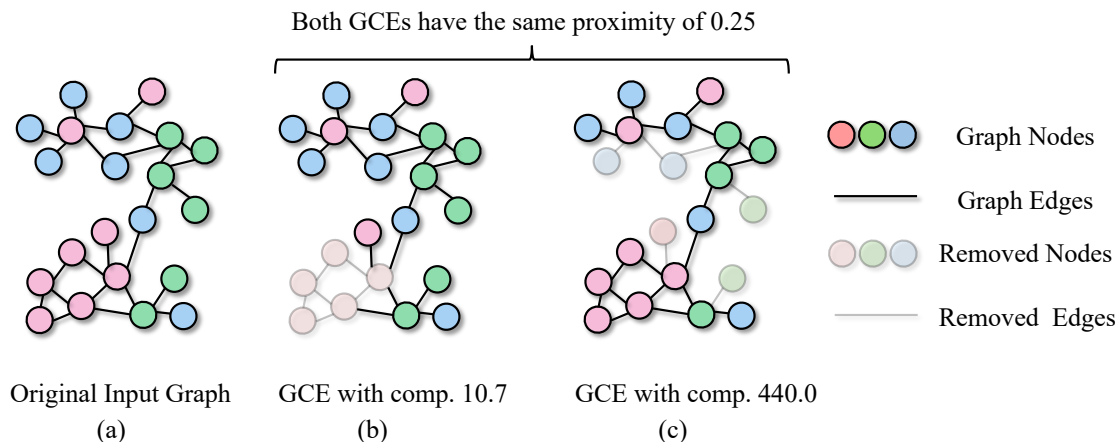 Both GCEs have the same proximity of 0.25
Graph Nodes
Graph Edges
Removed Nodes
Removed Edges
Original Input Graph
(a)
GCE with comp. 10.7
(b)
GCE with comp. 440.0
(c)